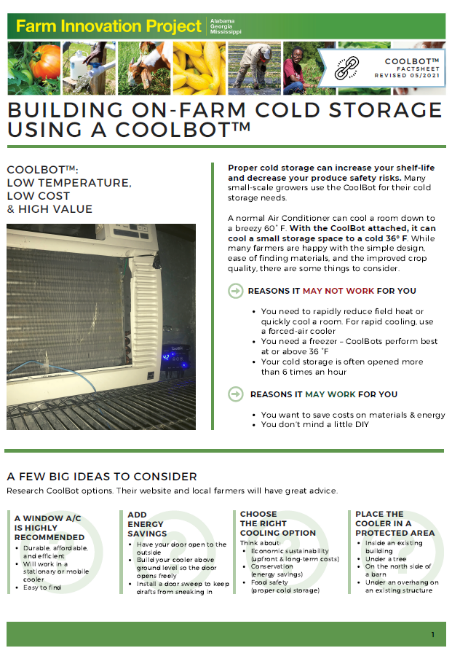 Farm Innovation Project
Alabama
Georgia
Mississippi
COOLBOT™
FACTSHEET
REVISED 05/2021
BUILDING ON-FARM COLD STORAGE
USING A COOLBOT™
COOLBOT™:
LOW TEMPERATURE,
LOW COST
& HIGH VALUE
Proper cold storage can increase your shelf-life
and decrease your produce safety risks. Many
small-scale growers use the CoolBot for their cold
storage needs.
A normal Air Conditioner can cool a room down to
a breezy 60° F. With the CoolBot attached, it can
cool a small storage space to a cold 36° F. While
many farmers are happy with the simple design,
ease of finding materials, and the improved crop
quality, there are some things to consider.
REASONS IT MAY NOT WORK FOR YOU
• You need to rapidly reduce field heat or
quickly cool a room. For rapid cooling, use
a forced-air cooler
• You need a freezer – CoolBots perform best
at or above 36 °F
• Your cold storage is often opened more
than 6 times an hour
REASONS IT MAY WORK FOR YOU
• You want to save costs on materials & energy
• You don't mind a little DIY
A FEW BIG IDEAS TO CONSIDER
Research CoolBot options. Their website and local farmers will have great advice.
A WINDOW A/C
IS HIGHLY
RECOMMENDED
• Durable, affordable,
and efficient
• Will work in a
stationary or mobile
cooler
• Easy to find
ADD
ENERGY
SAVINGS
• Have your door open to the
outside
• Build your cooler above
ground level so the door
opens freely
• Install a door sweep to keep
drafts from sneaking in
CHOOSE
THE RIGHT
COOLING OPTION
Think about:
• Economic sustainability
(upfront & long-term costs)
• Conservation
(energy savings)
• Food safety
(proper cold storage)
PLACE THE
COOLER IN A
PROTECTED AREA
• Inside an existing
building
• Under a tree
• On the north side of
a barn
• Under an overhang on
an existing structure
1